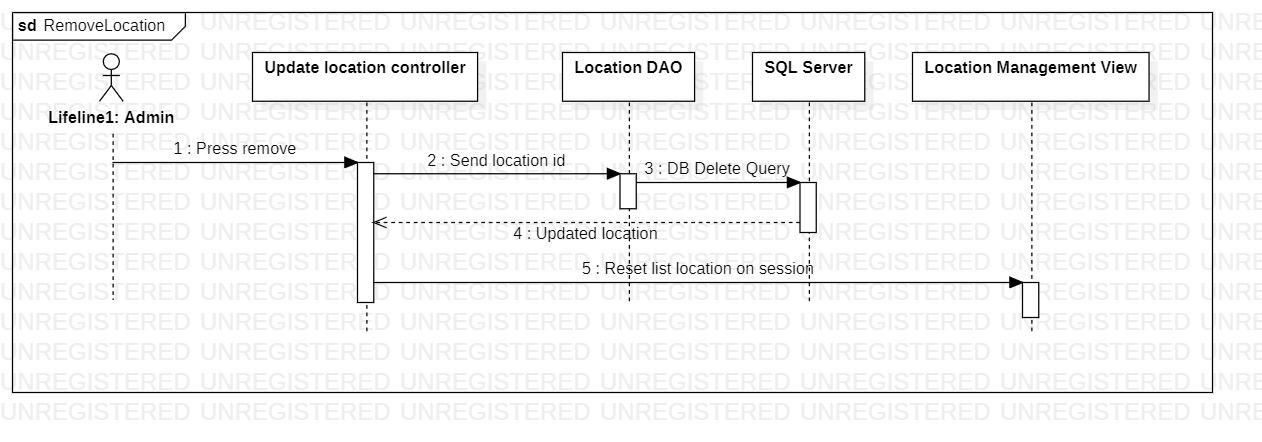 sd RemoveLocation
Update location controller
Location DAO
SQL Server
Location Management View
Lifeline1: Admin
1 : Press remove
2 : Send location id
3 : DB Delete Query
4 : Updated location
5 : Reset list location on session
UNREGISTERED UNREGISTERED UNREGISTERED UNREGISTERED UNREGISTERED UNREGISTERED UNRE